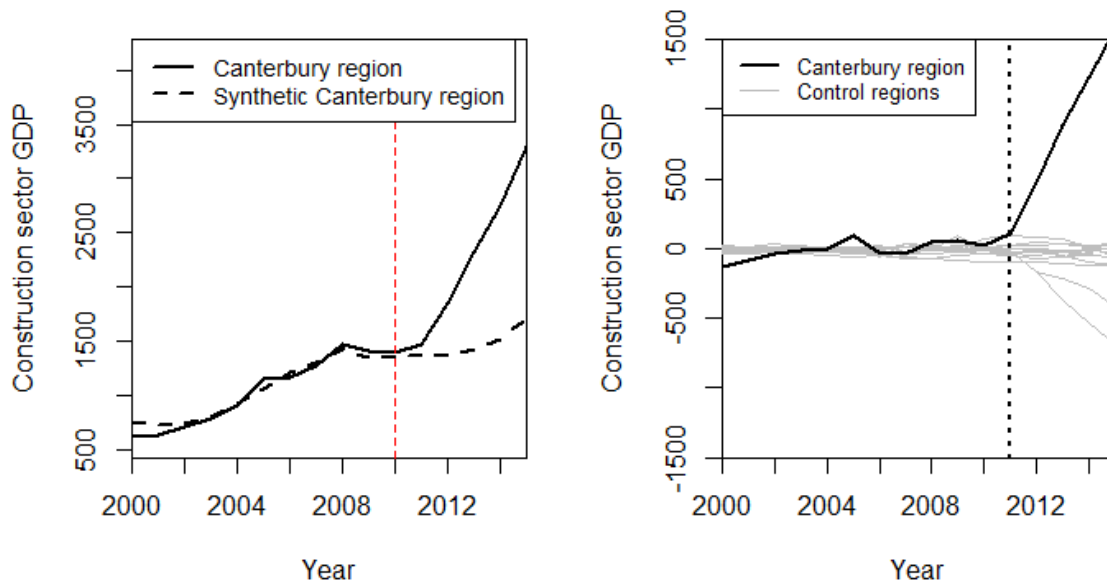 Canterbury region
Synthetic Canterbury region
Construction sector GDP
3500
2500
1500
500
2000
2004
2008
2012
Year
Canterbury region
Control regions
Construction sector GDP
1500
500
0
-500
-1500
2000
2004
2008
2012
Year